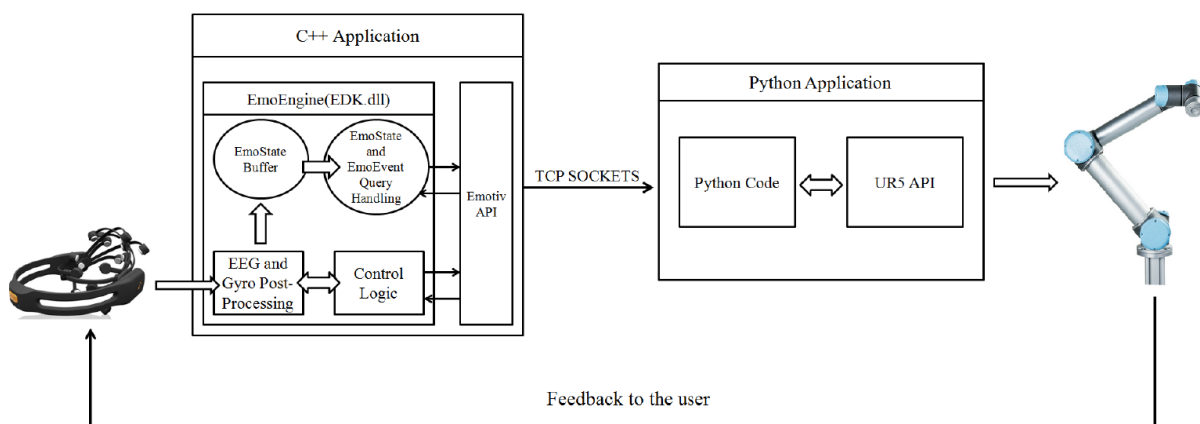 C++ Application
EmoEngine(EDK.dll)
EmoState
Buffer
EmoState
and
EmoEvent
Query
Handling
Emotiv
API
EEG and
Gyro Post-
Processing
Control
Logic
TCP SOCKETS
Python Application
Python Code
UR5 API
Feedback to the user